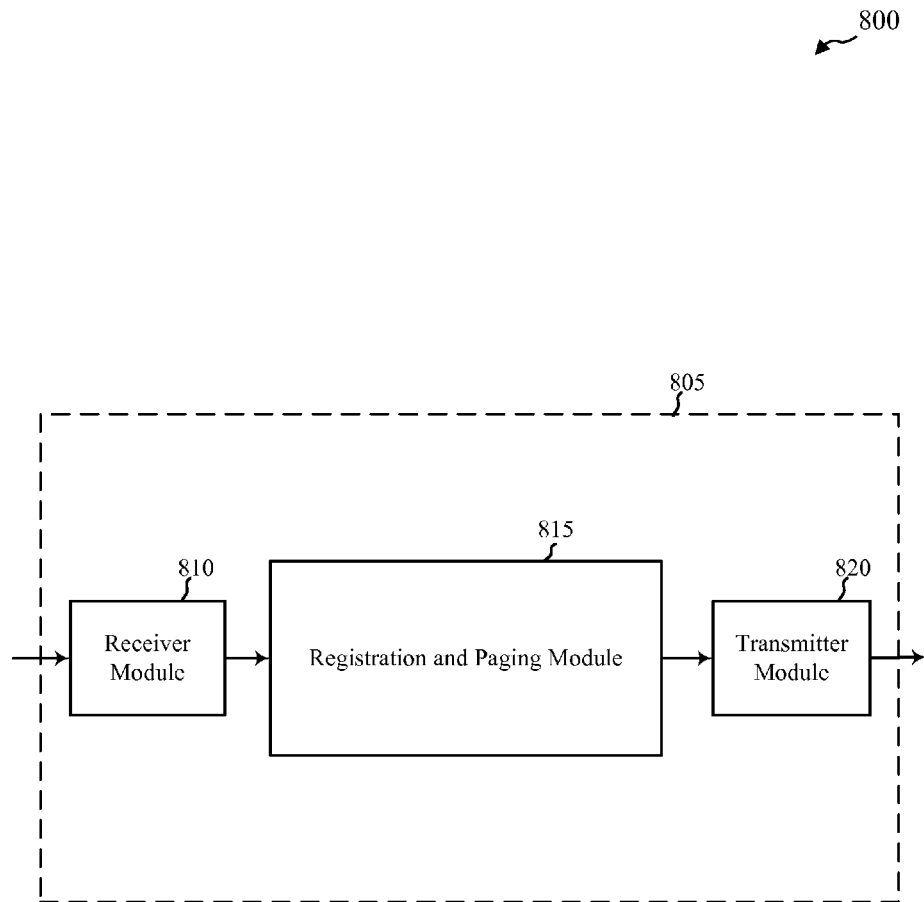 800
805
815
810
820
Receiver
Module
Registration and Paging Module
Transmitter
Module